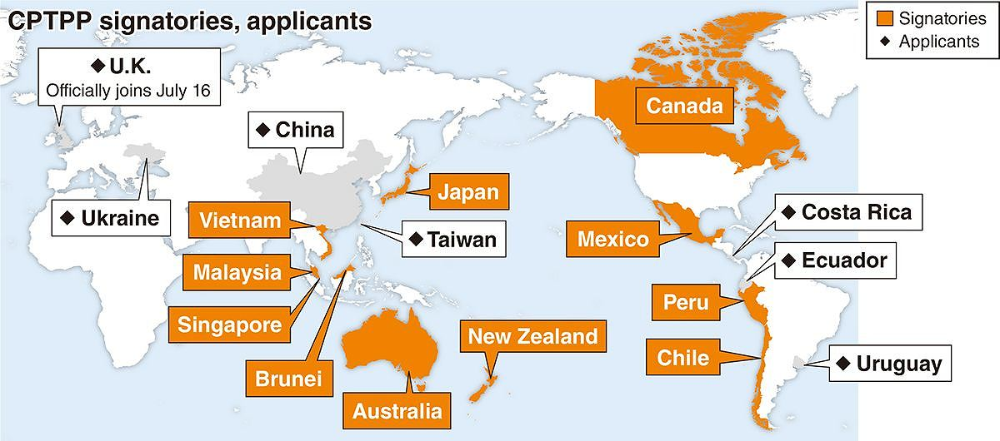 CPTPP signatories, applicants
Signatories
◆ Applicants
◆ U.K.
Officially joins July 16
◆ China
Canada
Japan
◆ Ukraine
Vietnam
◆ Taiwan
Mexico
◆ Costa Rica
◆ Ecuador
Malaysia
Peru
Singapore
New Zealand
Chile
◆ Uruguay
Brunei
Australia